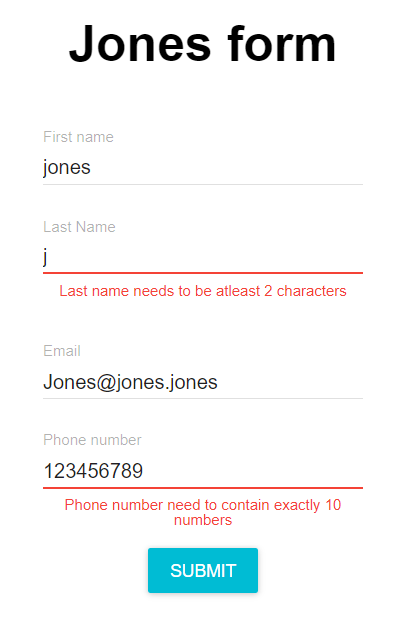 Jones form
First name
jones
Last Name
j
Last name needs to be atleast 2 characters
Email
Jones@jones.jones
Phone number
123456789
Phone number need to contain exactly 10
numbers
SUBMIT